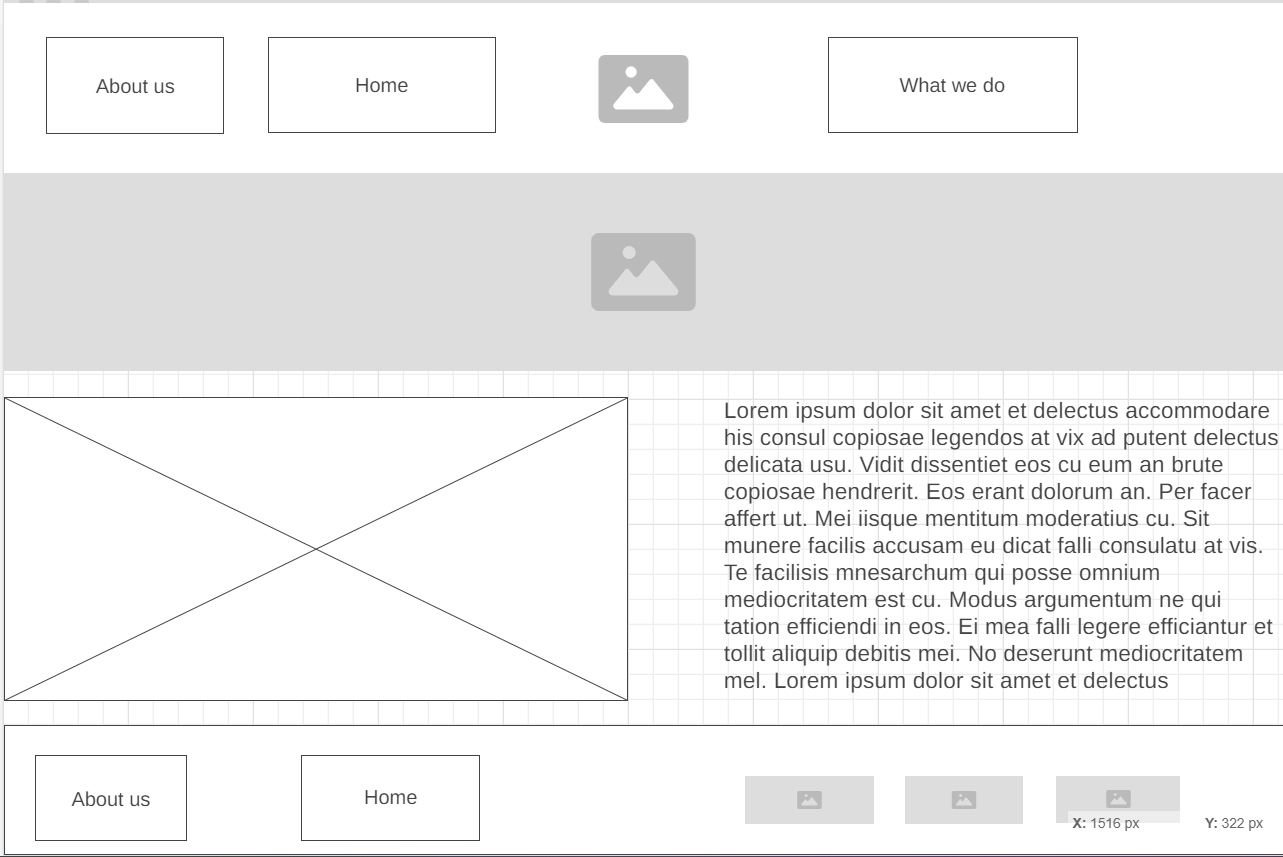 About us
Home
What we do
Lorem ipsum dolor sit amet et delectus accommodare
his consul copiosae legendos at vix ad putent delectus
delicata usu. Vidit dissentiet eos cu eum an brute
copiosae hendrerit. Eos erant dolorum an. Per facer
affert ut. Mei iisque mentitum moderatius cu. Sit
munere facilis accusam eu dicat falli consulatu at vis.
Te facilisis mnesarchum qui posse omnium
mediocritatem est cu. Modus argumentum ne qui
tation efficiendi in eos. Ei mea falli legere efficiantur et
tollit aliquip debitis mei. No deserunt mediocritatem
mel. Lorem ipsum dolor sit amet et delectus
About us
Home
X: 1516 px
Y: 322 px